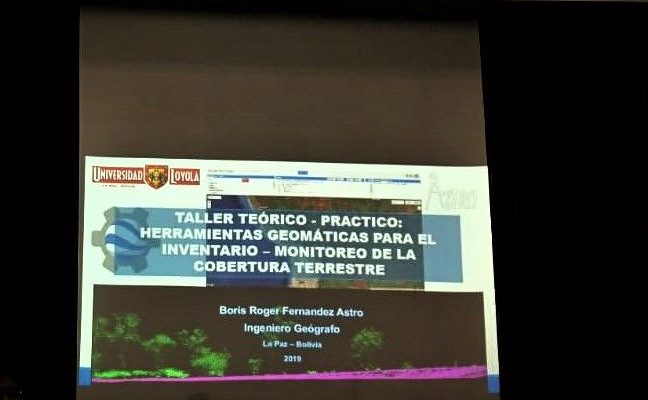 UNIVERSIDAD LOYOLA
TALLER TEÓRICO - PRACTICO:
HERRAMIENTAS GEOMÁTICAS PARA EL
INVENTARIO – MONITOREO DE LA
COBERTURA TERRESTRE
Boris Roger Fernandez Astro
Ingeniero Geógrafo
La Paz – Bolivia
2019